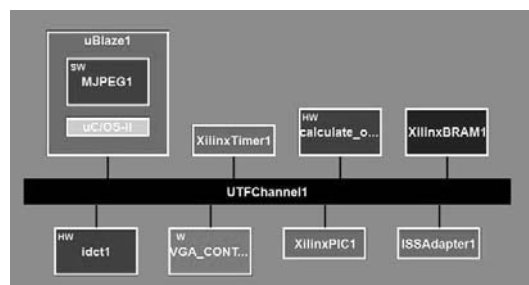 uBlaze1
SW
MJPEG1
uC/OS-II
XilinxTimer1
HW
calculate_o...
XilinxBRAM1
UTFChannel1
HW
idct1
W
VGA_CONT...
XilinxPIC1
ISSAdapter1